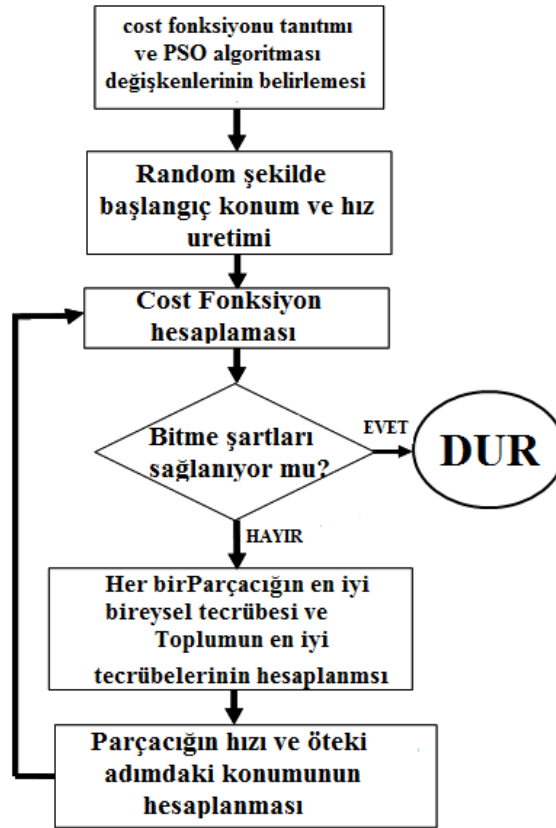 cost fonksiyonu tanıtımı
ve PSO algoritması
değişkenlerinin belirlemesi
Random şekilde
başlangıç konum ve hız
uretimi
Cost Fonksiyon
hesaplaması
Bitme şartları
sağlanıyor mu?
EVET
DUR
HAYIR
Her birParçacığın en iyi
bireysel tecrübesi ve
Toplumun en iyi
tecrübelerinin hesaplanmsı
Parçacığın hızı ve öteki
adımdaki konumunun
hesaplanması